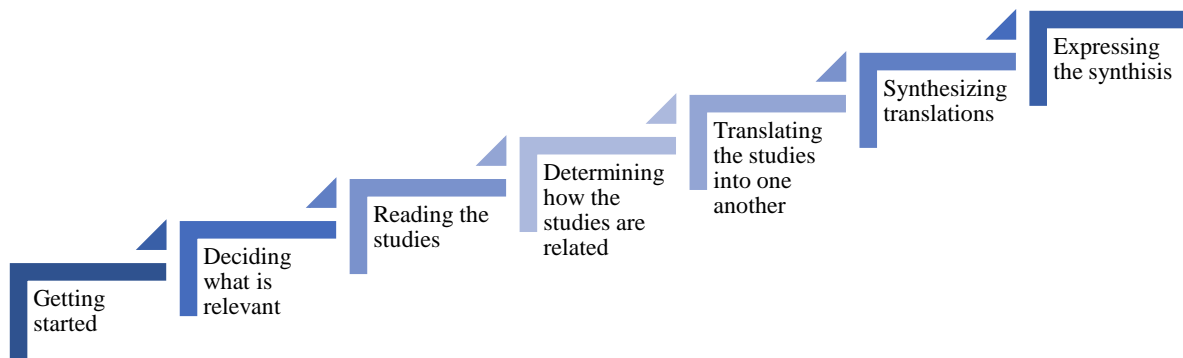 Getting
started
Deciding
what is
relevant
Reading the
studies
Determining
how the
studies are
related
Translating
the studies
into one
another
Synthesizing
translations
Expressing
the synthisis